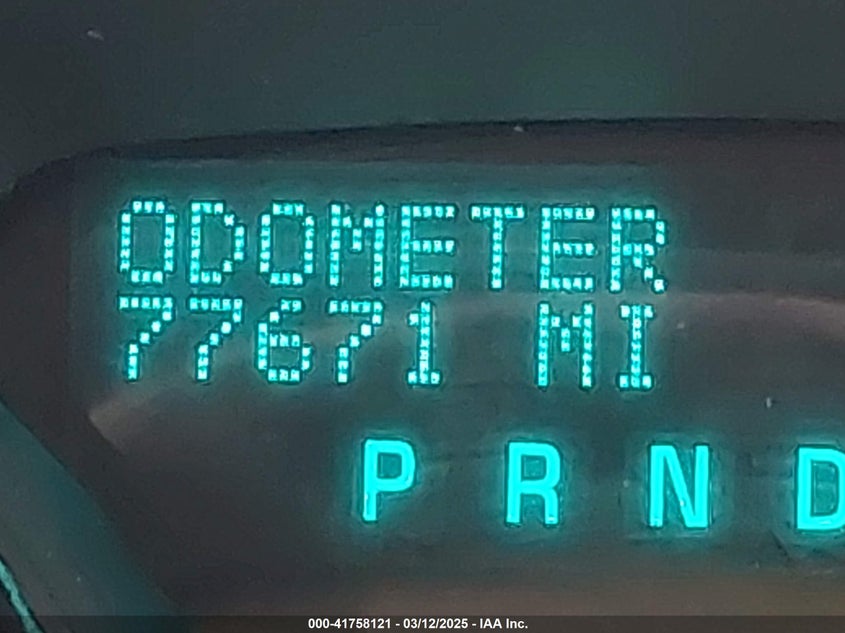 ODOMETER
77671 MI
P R N D
000-41758121 - 03/12/2025 - IAA Inc.